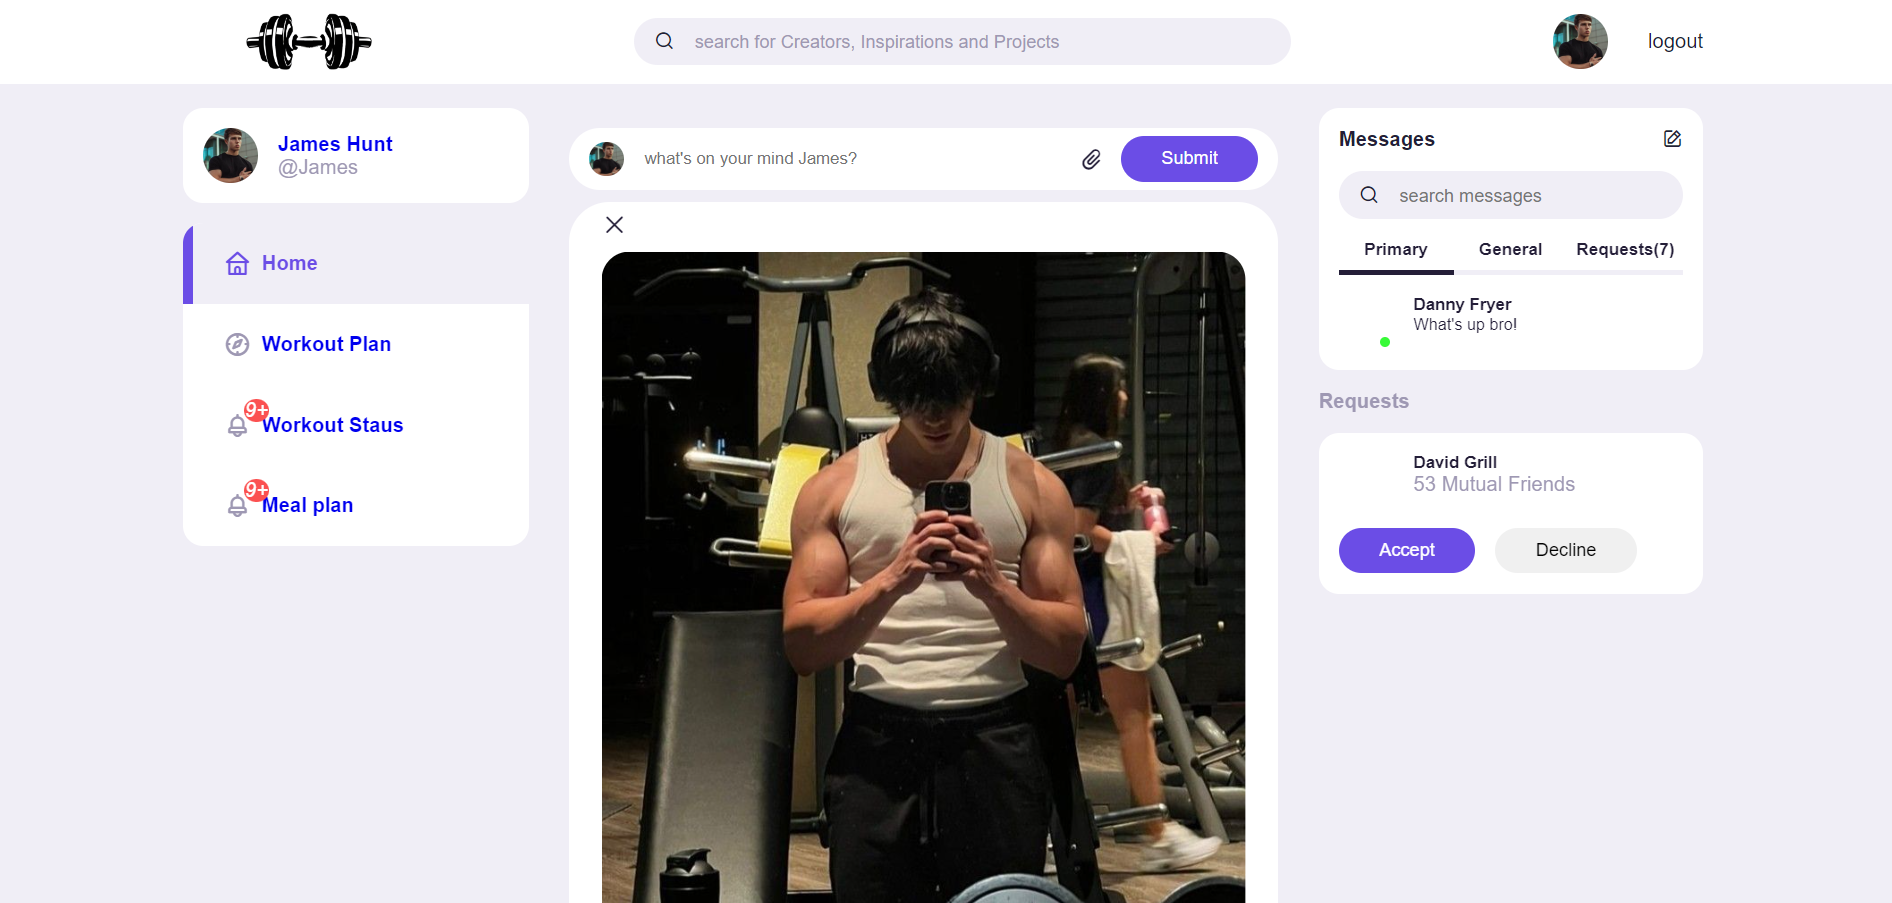 search for Creators, Inspirations and Projects
logout
James Hunt
@James
Home
Workout Plan
9+
Workout Staus
9+
Meal plan
what's on your mind James?
Submit
Messages
search messages
Primary General Requests(7)
Danny Fryer
What's up bro!
Requests
David Grill
53 Mutual Friends
Accept Decline